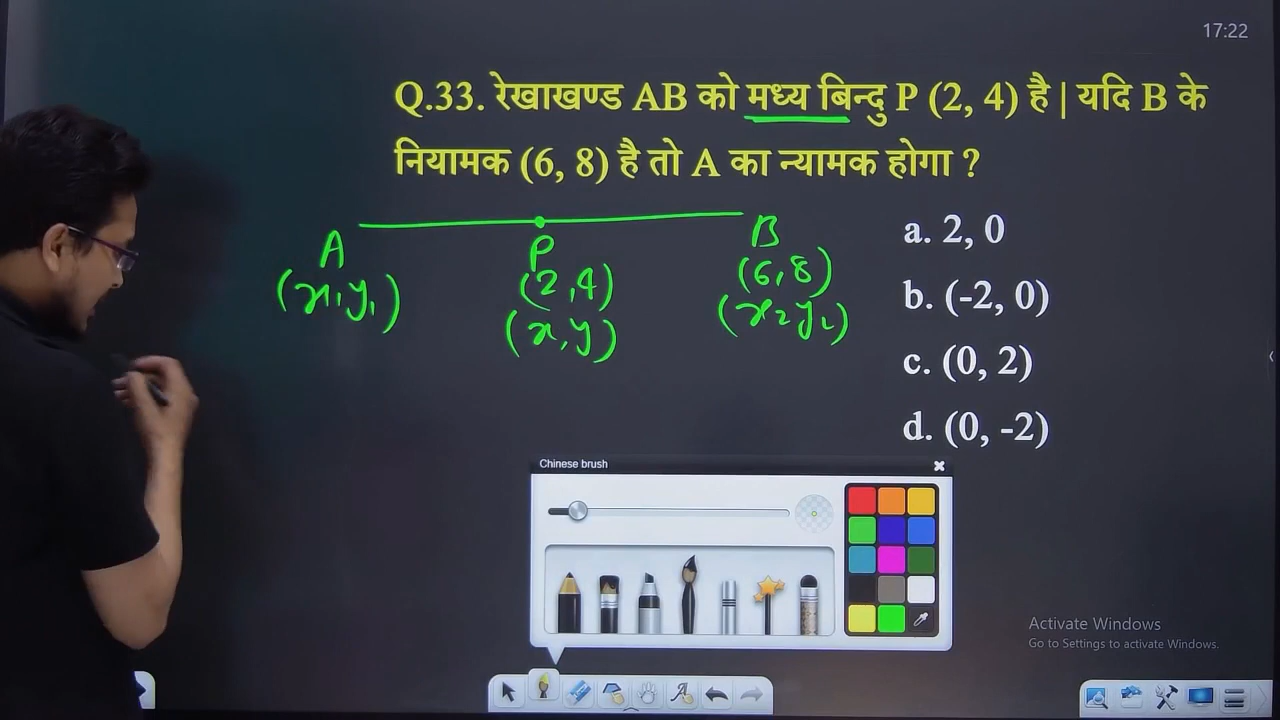 17:22
Q.33. रेखाखण्ड AB को मध्य बिन्दु P (2, 4) है | यदि B के
नियामक (6, 8) है तो A का न्यामक होगा ?
A
P
B
(x, y₁)
(2,4)
(6,8)
(x,y)
(x₂ y₂)
a. 2, 0
b. (-2, 0)
c. (0, 2)
d. (0, -2)
Chinese brush
Activate Windows
Go to Settings to activate Windows.